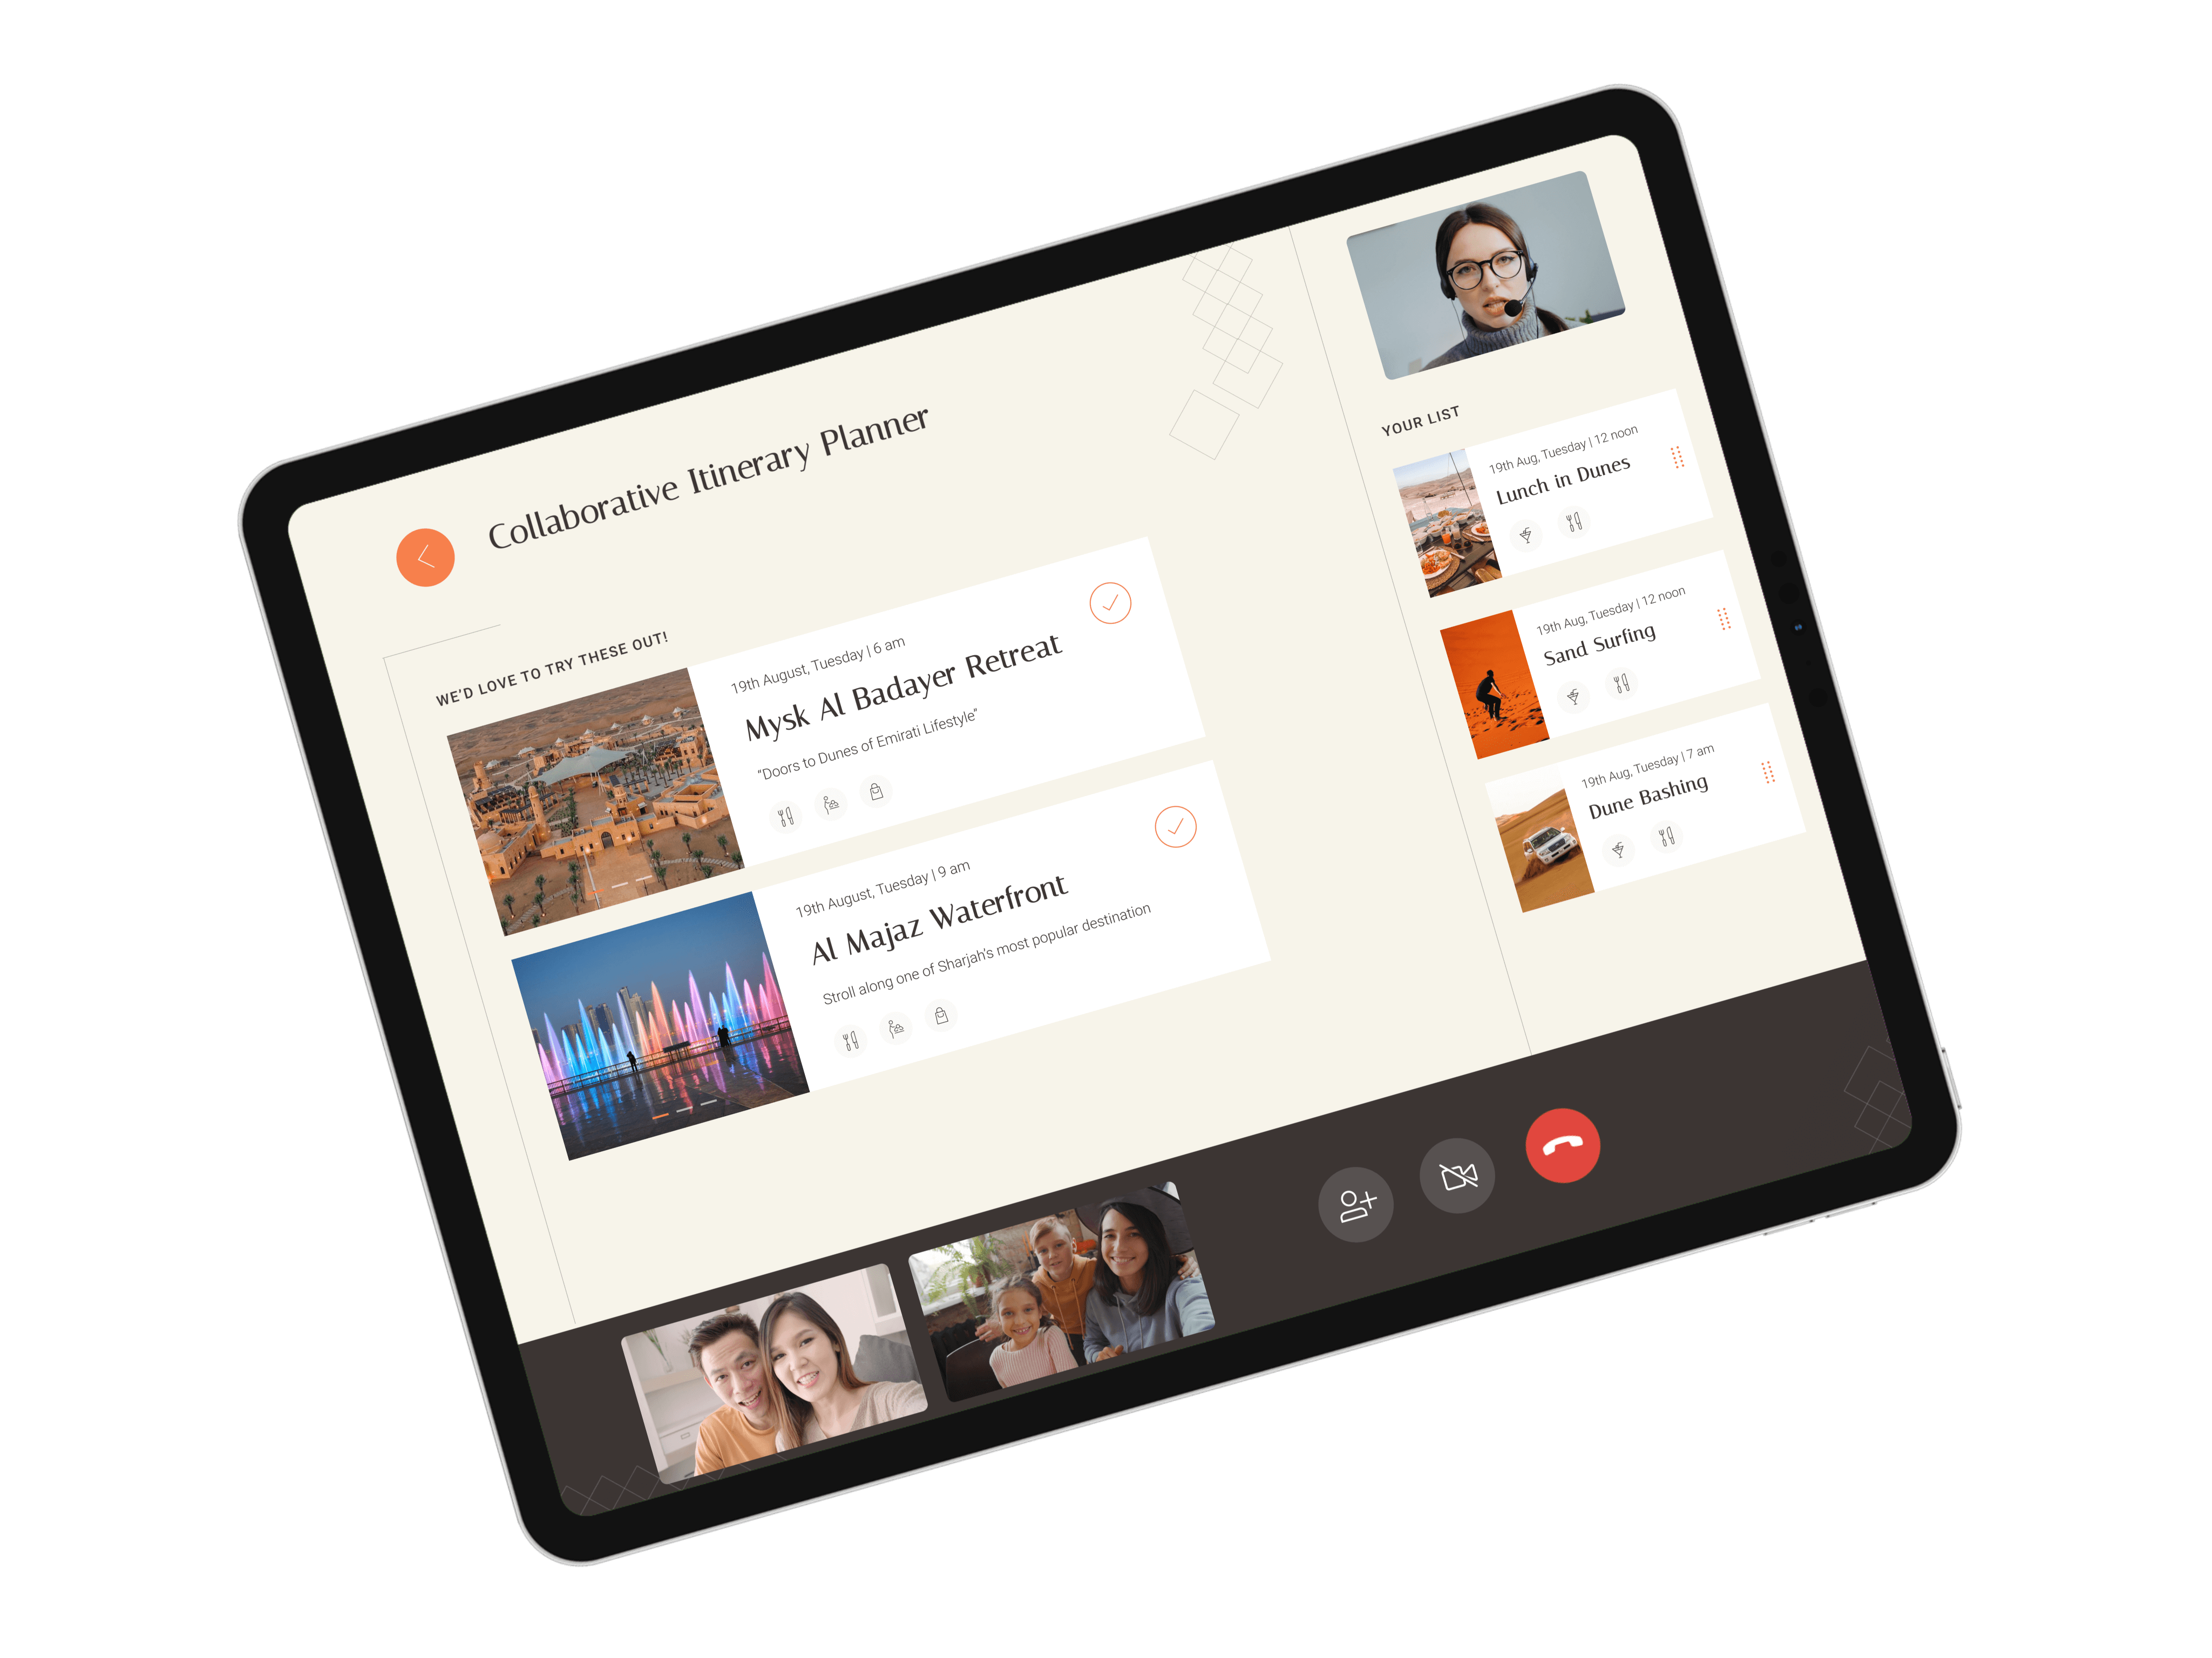 Collaborative Itinerary Planner
WE'D LOVE TO TRY THESE OUT!
19th August, Tuesday | 6 am
Mysk Al Badayer Retreat
“Doors to Dunes of Emirati Lifestyle”
19th August, Tuesday | 9 am
Al Majaz Waterfront
Stroll along one of Sharjah's most popular destination
YOUR LIST
19th Aug, Tuesday | 12 noon
Lunch in Dunes
19th Aug, Tuesday | 12 noon
Sand Surfing
19th Aug, Tuesday | 7 am
Dune Bashing